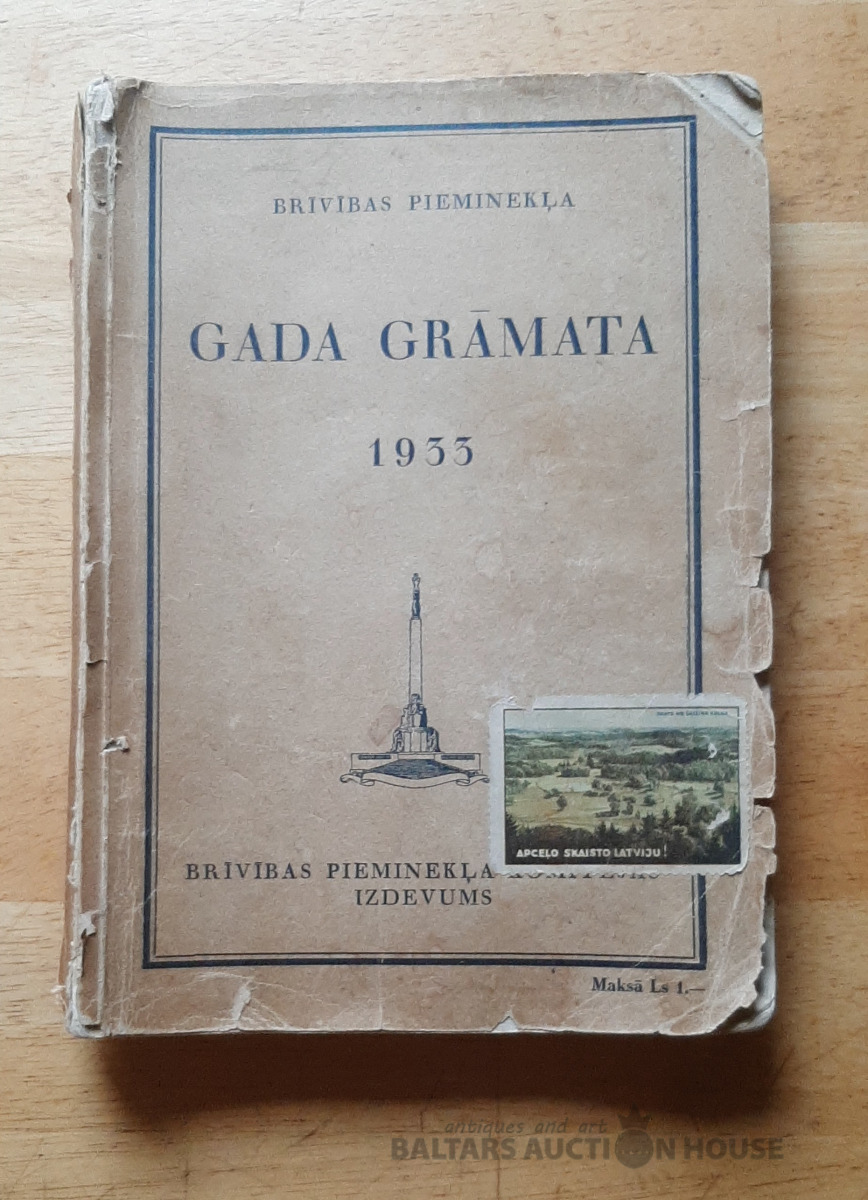 BRĪVĪBAS PIEMINEKĻA
GADA GRĀMATA
1933
APCEĻO SKAISTO LATVIJU!
BRĪVĪBAS PIEMINEKĻA
IZDEVUMS
Maksā Ls 1.—
antiques and art
BALTARS AUCTION HOUSE